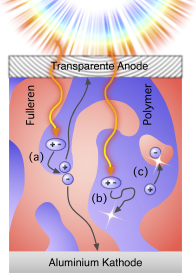 Transparente Anode
Fulleren
Polymer
(a)
(c)
(b)
+ -
+
-
+ -
-
+
Aluminium Kathode